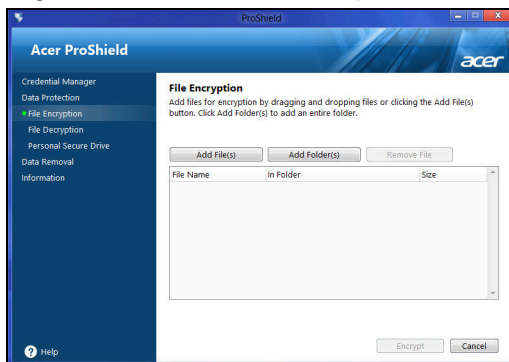 ProShield
Acer ProShield
acer
Credential Manager
Data Protection
File Encryption
File Decryption
Personal Secure Drive
Data Removal
Information
Help
File Encryption
Add files for encryption by dragging and dropping files or clicking the Add File(s)
button. Click Add Folder(s) to add an entire folder.
Add File(s) Add Folder(s) Remove File
File Name In Folder Size
Encrypt Cancel